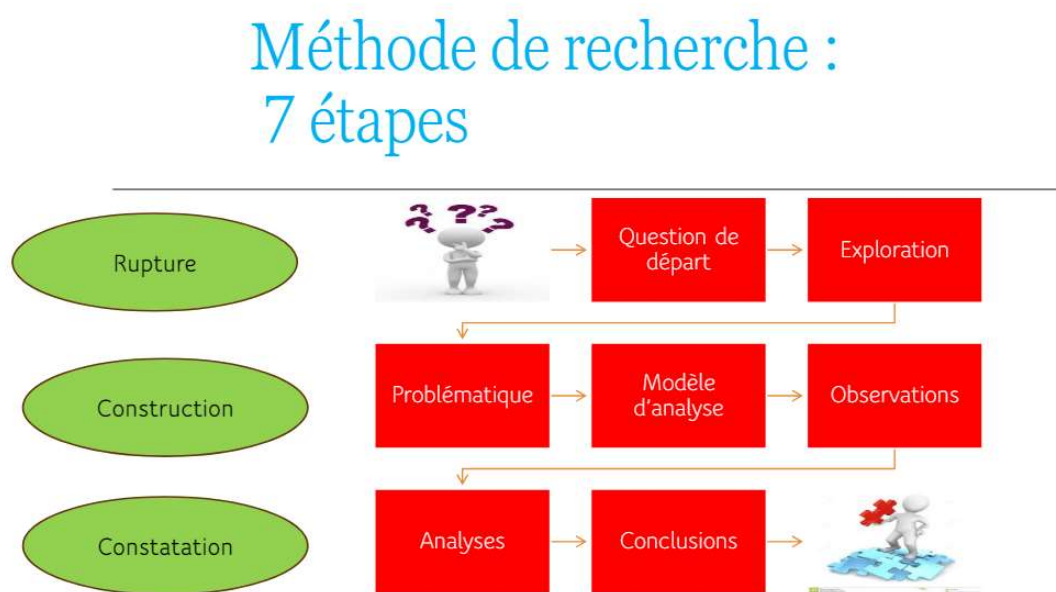 Méthode de recherche :
7 étapes
Rupture
Question de
départ
Exploration
Construction
Problématique
Modèle
d'analyse
Observations
Constatation
Analyses
Conclusions